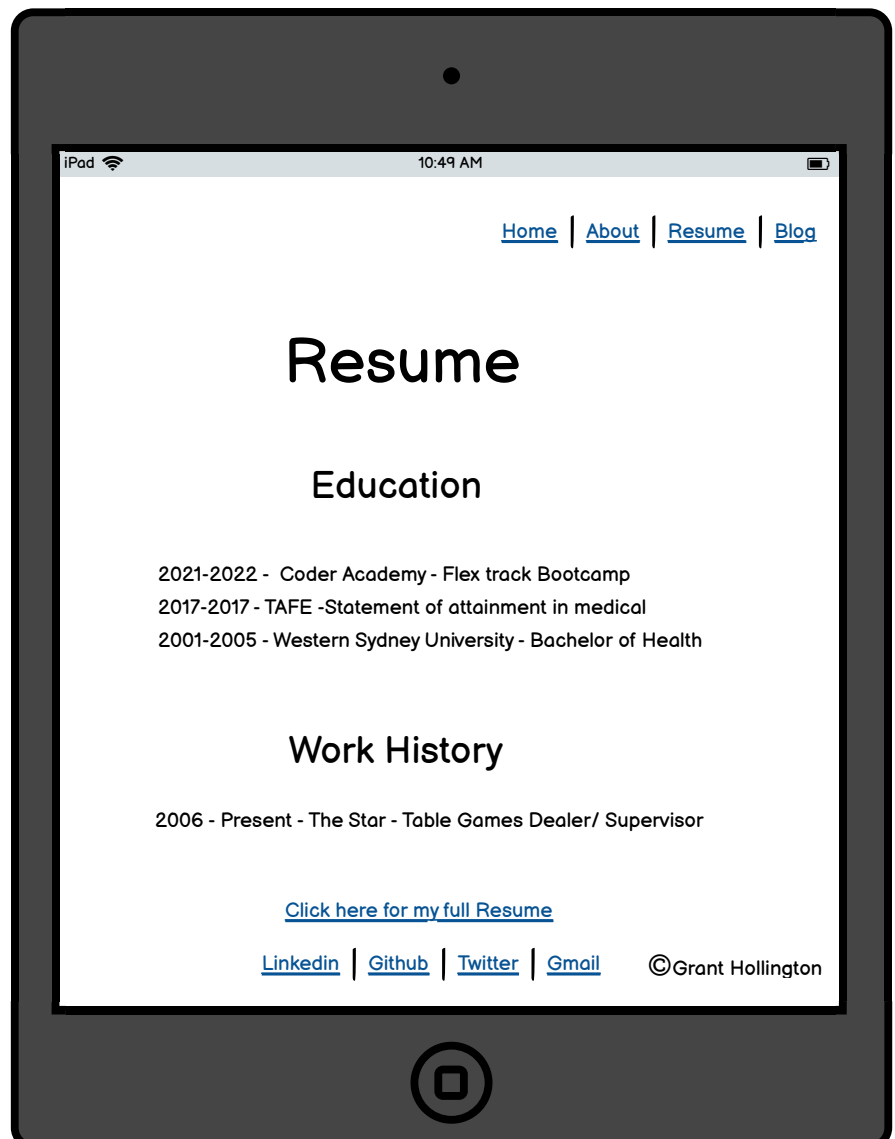 iPad 10:49 AM
Home | About | Resume | Blog
Resume
Education
2021-2022 - Coder Academy - Flex track Bootcamp
2017-2017 - TAFE -Statement of attainment in medical
2001-2005 - Western Sydney University - Bachelor of Health
Work History
2006 - Present - The Star - Table Games Dealer/ Supervisor
Click here for my full Resume
Linkedin | Github | Twitter | Gmail ©Grant Hollington